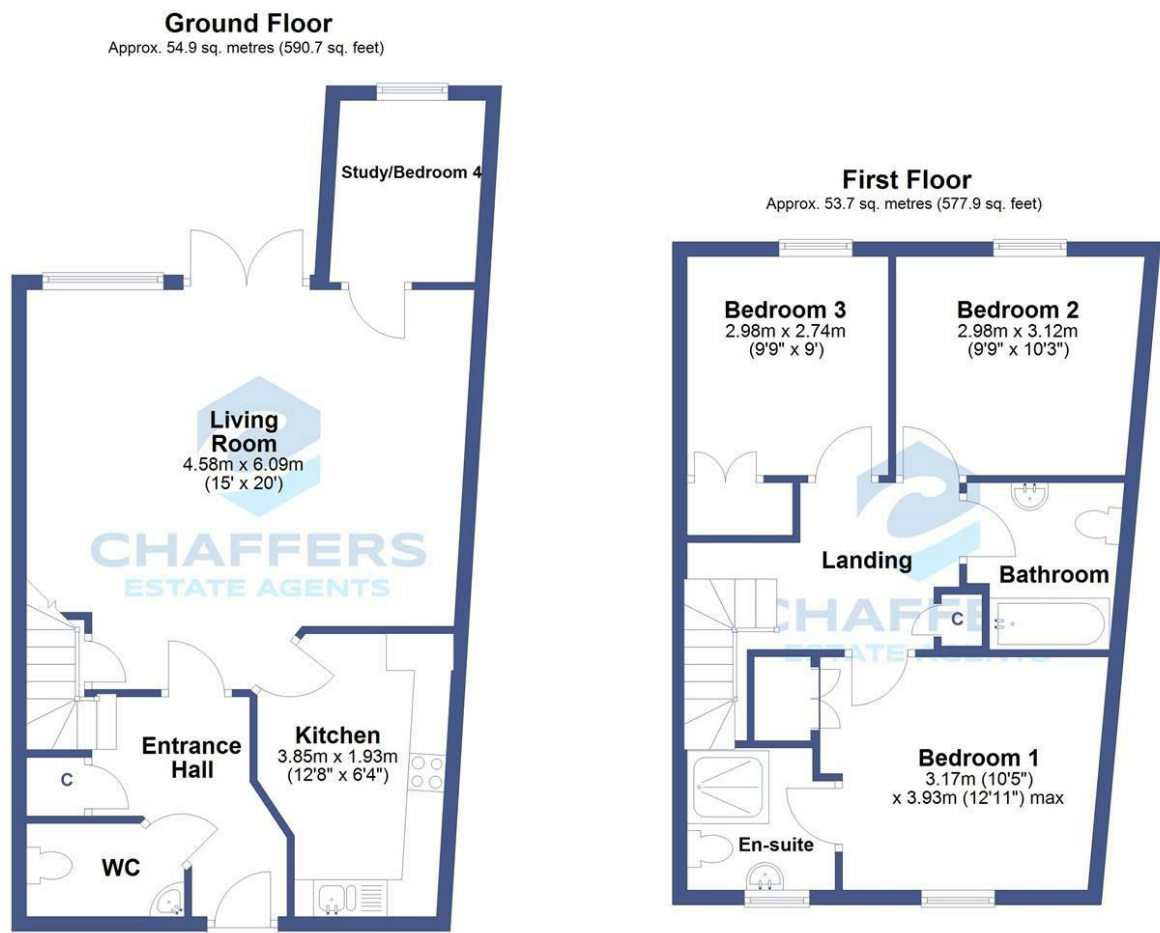 Ground Floor
Approx. 54.9 sq. metres (590.7 sq. feet)
Study/Bedroom 4
Living
Room
4.58m x 6.09m
(15' x 20')
CHAFFERS
ESTATE AGENTS
Kitchen
3.85m x 1.93m
(12'8" x 6'4")
Entrance
Hall
C
WC
First Floor
Approx. 53.7 sq. metres (577.9 sq. feet)
Bedroom 3
2.98m x 2.74m
(9'9" x 9')
Bedroom 2
2.98m x 3.12m
(9'9" x 10'3")
Landing
Bathroom
C
CHAFFE
ESTATE AGENTS
Bedroom 1
3.17m (10'5")
x 3.93m (12'11") max
En-suite